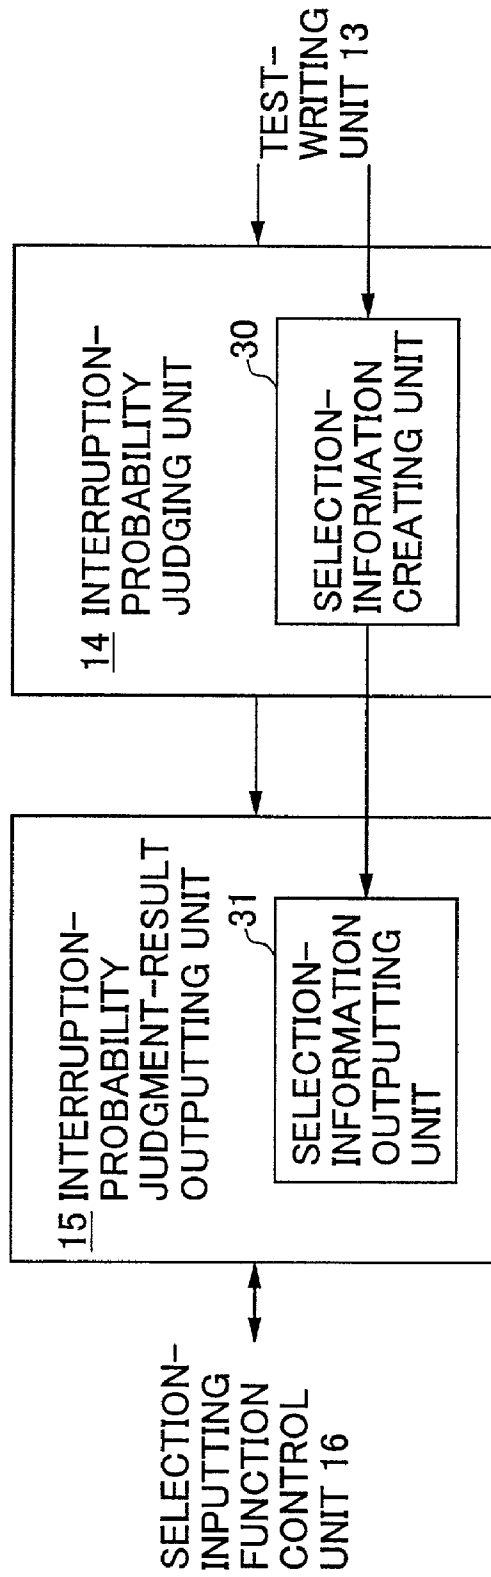 SELECTION-
INPUTTING
FUNCTION
CONTROL
UNIT 16
15 INTERRUPTION-
PROBABILITY
JUDGMENT-RESULT
OUTPUTTING UNIT
31
SELECTION-
INFORMATION
OUTPUTTING
UNIT
14 INTERRUPTION-
PROBABILITY
JUDGING UNIT
30
SELECTION-
INFORMATION
CREATING UNIT
TEST-
WRITING
UNIT 13